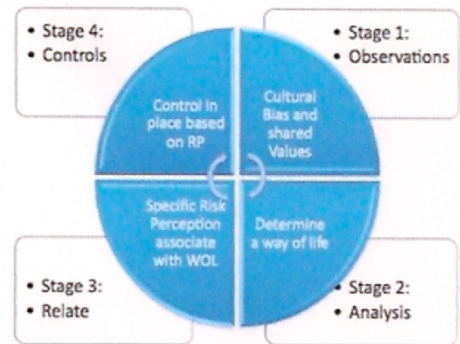 • Stage 4:
• Controls
• Stage 1:
• Observations
Control in
place based
on RP
Cultural
Bias and
shared
Values
Specific Risk
Perception
associate
with WOL
Determine
a way of life
• Stage 3:
• Relate
• Stage 2:
• Analysis